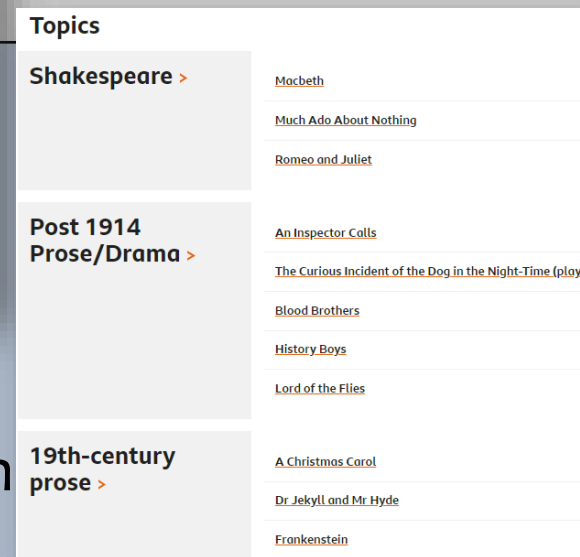 Topics
Shakespeare >
Macbeth
Much Ado About Nothing
Romeo and Juliet
Post 1914
Prose/Drama >
An Inspector Calls
The Curious Incident of the Dog in the Night-Time (play
Blood Brothers
History Boys
Lord of the Flies
19th-century
prose >
A Christmas Carol
Dr Jekyll and Mr Hyde
Frankenstein